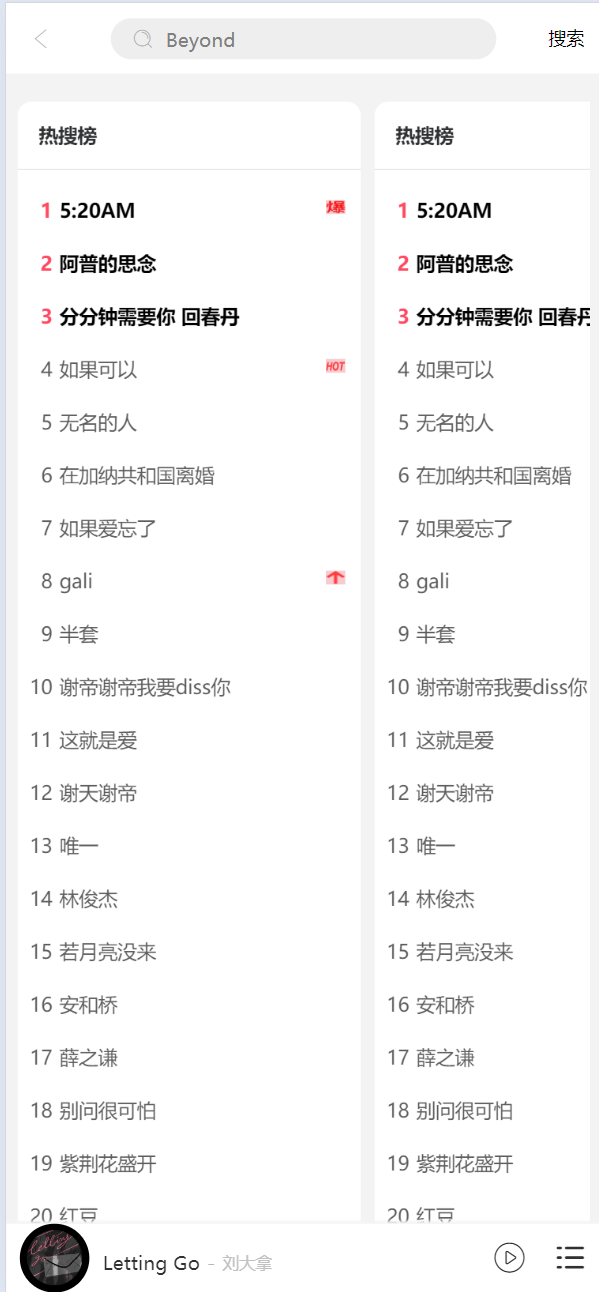 Beyond 搜索
热搜榜
1 5:20AM 爆
2 阿普的思念
3 分分钟需要你 回春丹
4 如果可以 HOT
5 无名的人
6 在加纳共和国离婚
7 如果爱忘了
8 gali
9 半套
10 谢帝谢帝我要diss你
11 这就是爱
12 谢天谢帝
13 唯一
14 林俊杰
15 若月亮没来
16 安和桥
17 薛之谦
18 别问很可怕
19 紫荆花盛开
20 红豆
热搜榜
1 5:20AM
2 阿普的思念
3 分分钟需要你 回春丹
4 如果可以
5 无名的人
6 在加纳共和国离婚
7 如果爱忘了
8 gali
9 半套
10 谢帝谢帝我要diss你
11 这就是爱
12 谢天谢帝
13 唯一
14 林俊杰
15 若月亮没来
16 安和桥
17 薛之谦
18 别问很可怕
19 紫荆花盛开
20 红豆
Letting Go
Letting Go - 刘大拿